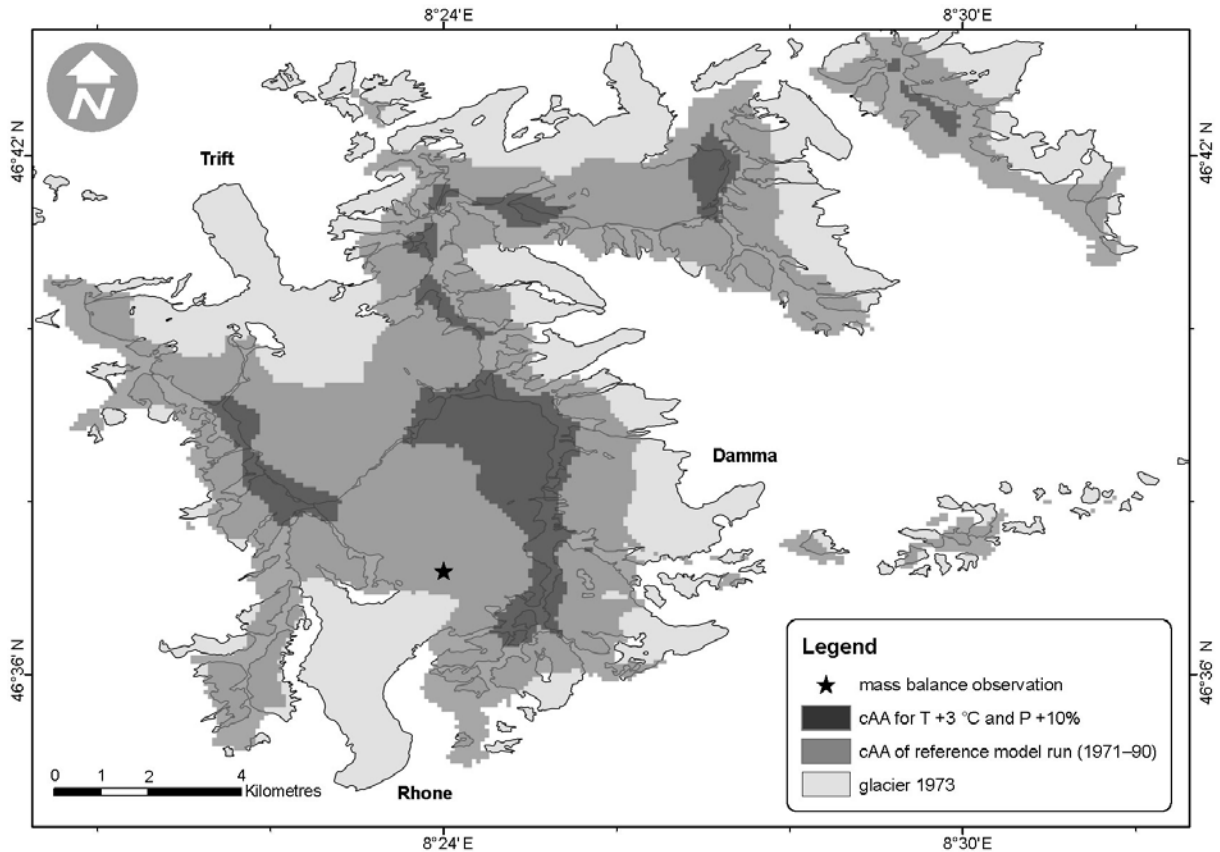 8°24' E
8°30' E
N
46°42' N
46°42' N
Trift
Damma
46°36' N
46°36' N
Legend
mass balance observation
cAA for T +3 °C and P +10%
cAA of reference model run (1971–90)
glacier 1973
0 1 2 4
Kilometres
Rhone
8°24' E
8°30' E